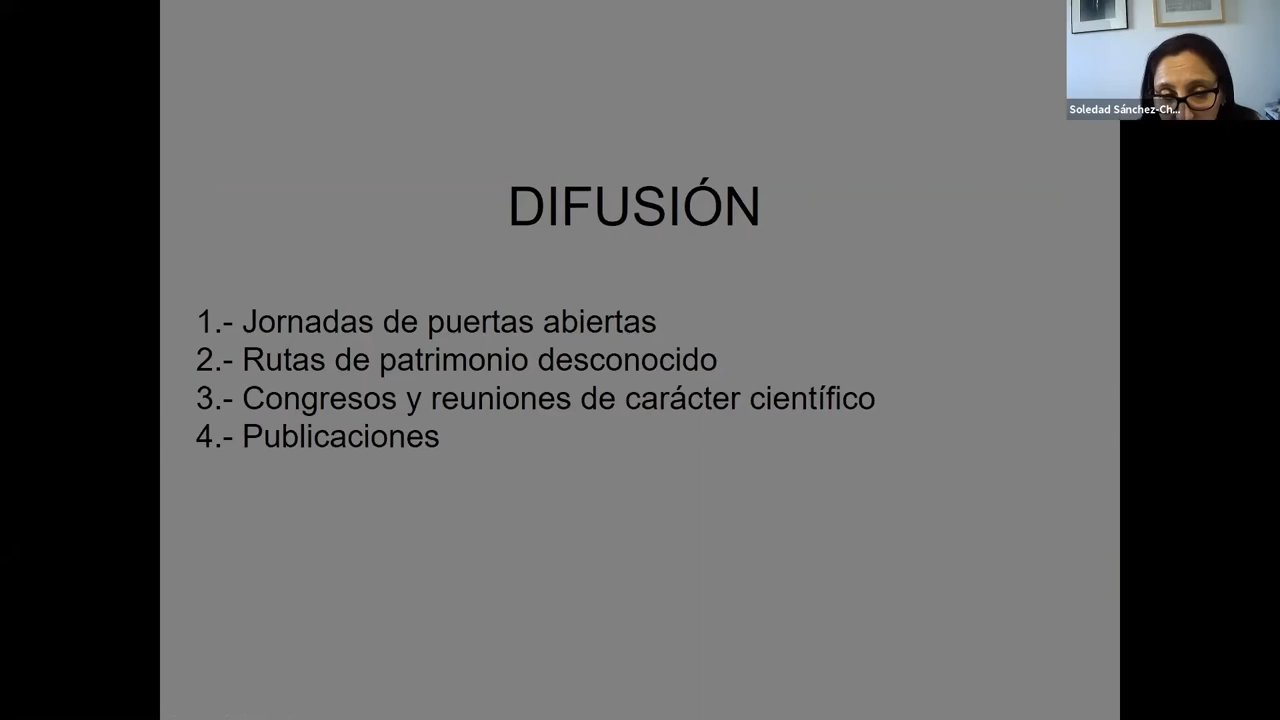 Soledad Sánchez-Ch...
DIFUSIÓN
1.- Jornadas de puertas abiertas
2.- Rutas de patrimonio desconocido
3.- Congresos y reuniones de carácter científico
4.- Publicaciones